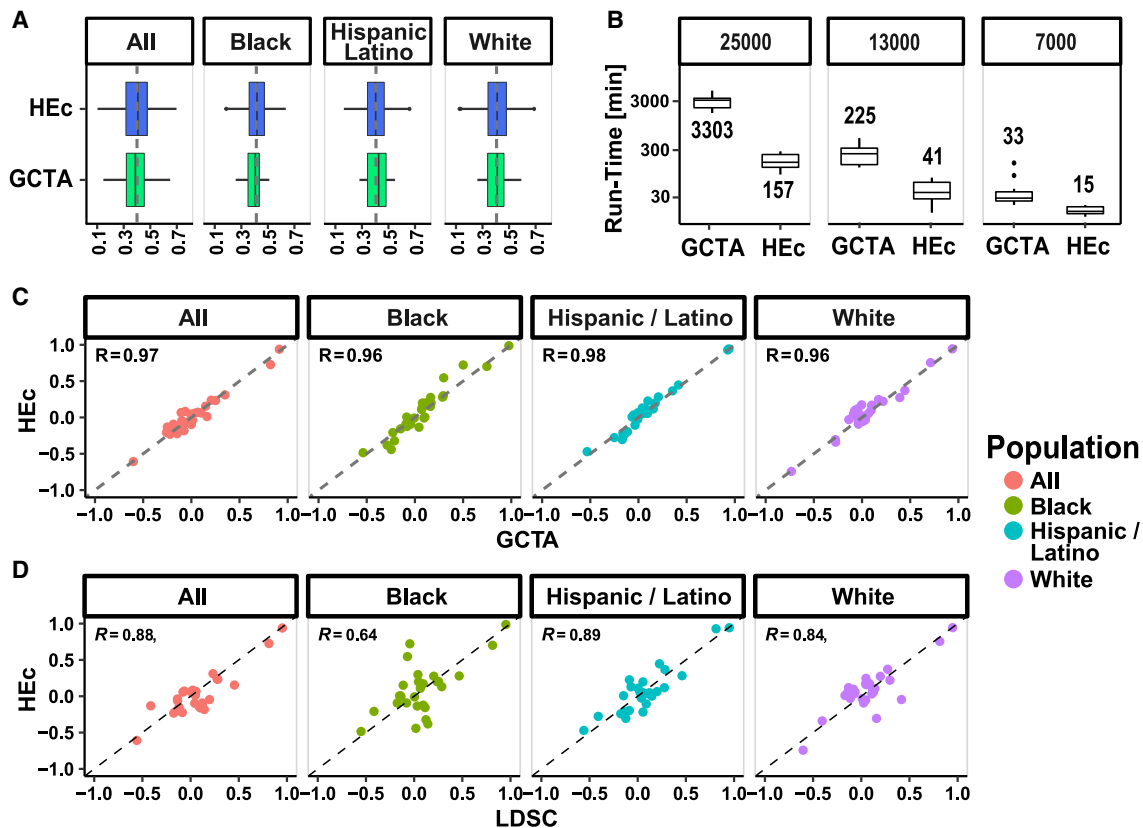 A
All
Black
Hispanic
Latino
White
HEc
GCTA
0.1 0.3 0.5 0.7
0.1 0.3 0.5 0.7
0.1 0.3 0.5 0.7
0.1 0.3 0.5 0.7
B
25000
13000
7000
Run-Time [min]
3000
300
30
3303
157
225
41
33
15
GCTA HEc
GCTA HEc
GCTA HEc
C
All
Black
Hispanic / Latino
White
R=0.97
R=0.96
R=0.98
R=0.96
HEc
1.0
0.5
0.0
−0.5
−1.0
−1.0 −0.5 0.0 0.5 1.0
−1.0 −0.5 0.0 0.5 1.0
−1.0 −0.5 0.0 0.5 1.0
−1.0 −0.5 0.0 0.5 1.0
GCTA
Population
All
Black
Hispanic /
Latino
White
D
All
Black
Hispanic / Latino
White
R = 0.88,
R = 0.64
R = 0.89
R = 0.84,
HEc
1.0
0.5
0.0
−0.5
−1.0
−1.0 −0.5 0.0 0.5 1.0
−1.0 −0.5 0.0 0.5 1.0
−1.0 −0.5 0.0 0.5 1.0
−1.0 −0.5 0.0 0.5 1.0
LDSC